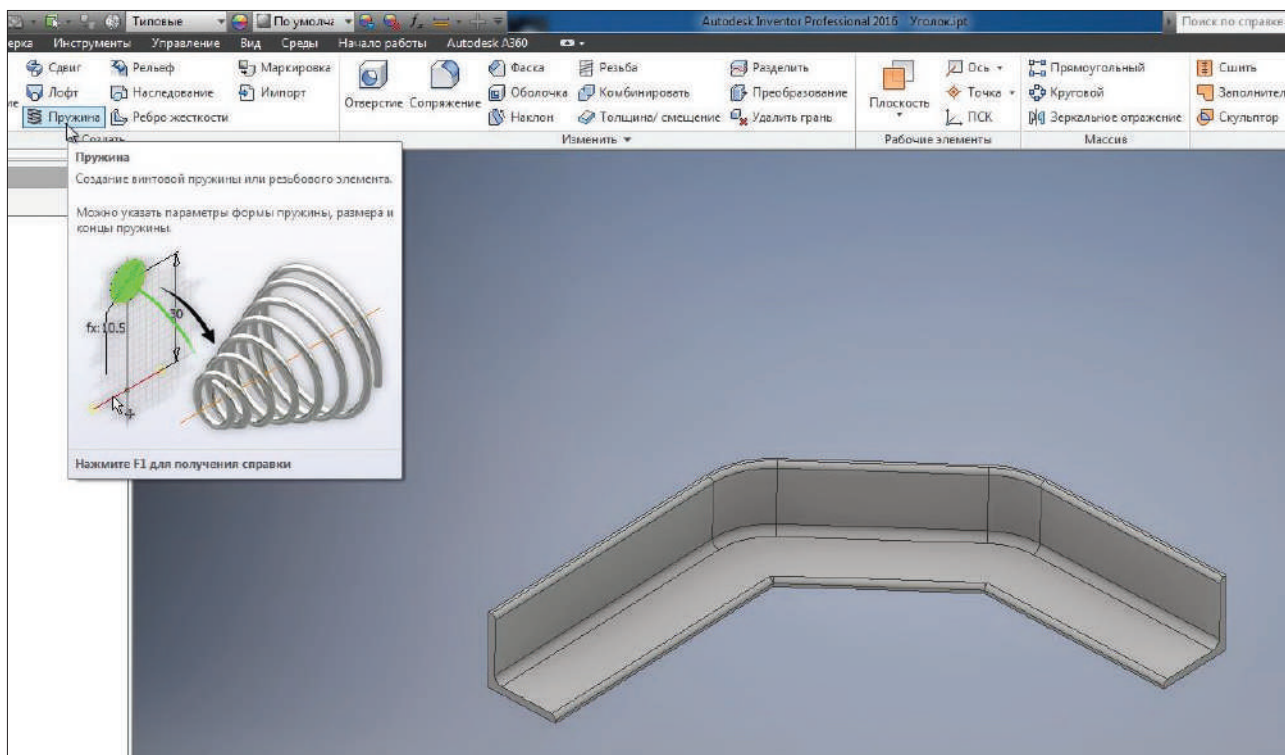 Типовые По умолча Autodesk Inventor Professional 2016 Уголок.ipt Поиск по справке
ерка Инструменты Управление Вид Среды Начало работы Autodesk A360
Сдвиг Рельеф Маркировка Фаска Резьба Разделить Ось Прямоугольный Сшить
Лофт Наследование Импорт Отверстие Сопряжение Оболочка Комбинировать Преобразование Плоскость Точка Круговой Заполнител
Пружина Ребро жесткости Наклон Толщина/ смещение Удалить грань ПСК Зеркальное отражение Скульптор
Создать Изменить Рабочие элементы Массив
Пружина
Создание винтовой пружины или резьбового элемента.
Можно указать параметры формы пружины, размера и
концы пружины.
30
fx:10.5
Нажмите F1 для получения справки